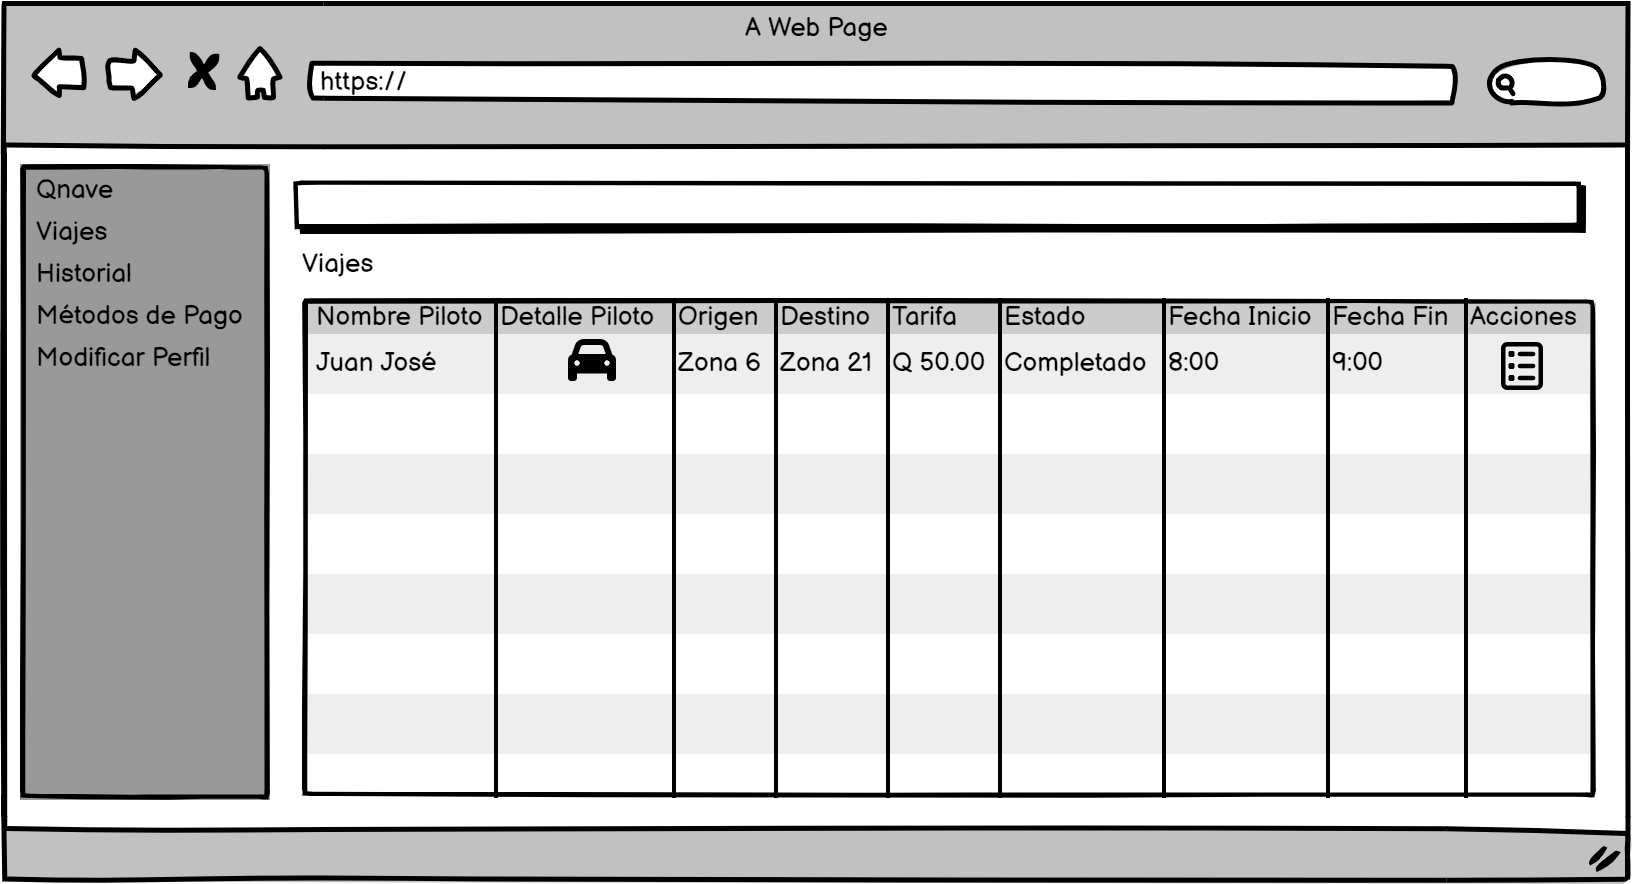 A Web Page
https://
Qnave
Viajes
Historial
Métodos de Pago
Modificar Perfil
Viajes
Nombre Piloto Detalle Piloto Origen Destino Tarifa Estado Fecha Inicio Fecha Fin Acciones
Juan José Zona 6 Zona 21 Q 50.00 Completado 8:00 9:00